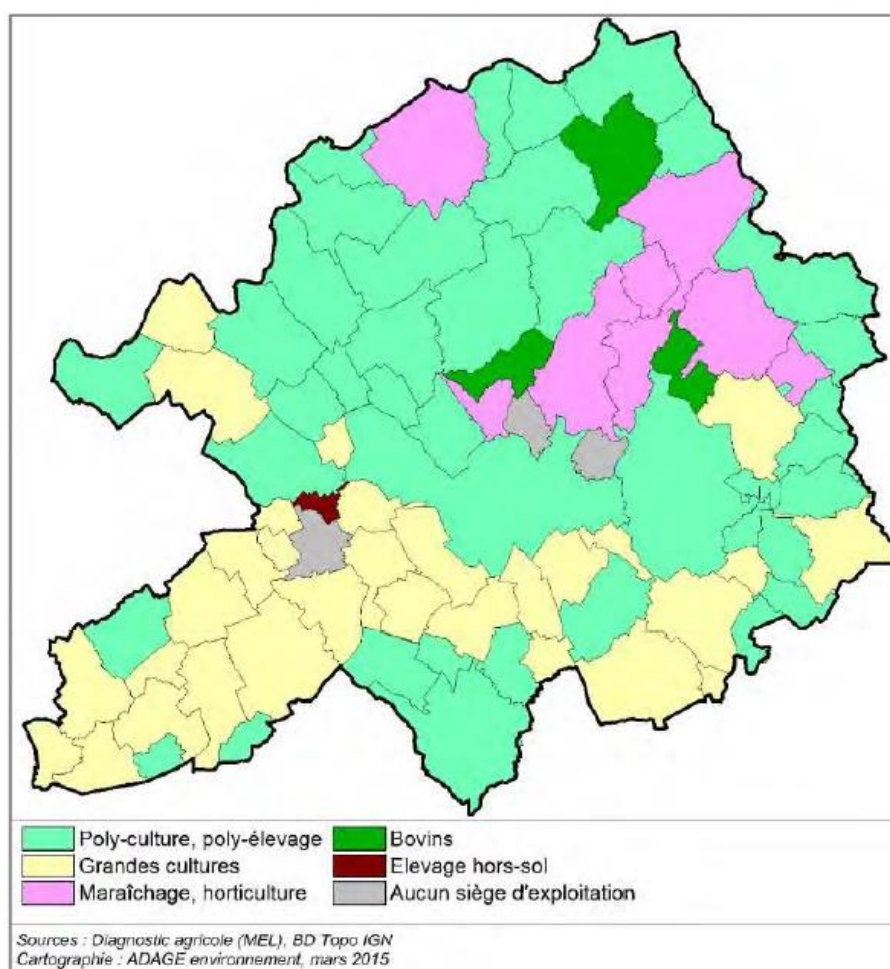 Poly-culture, poly-élevage
Grandes cultures
Maraîchage, horticulture
Bovins
Elevage hors-sol
Aucun siège d'exploitation
Sources : Diagnostic agricole (MEL), BD Topo IGN
Cartographie : ADAGE environnement, mars 2015